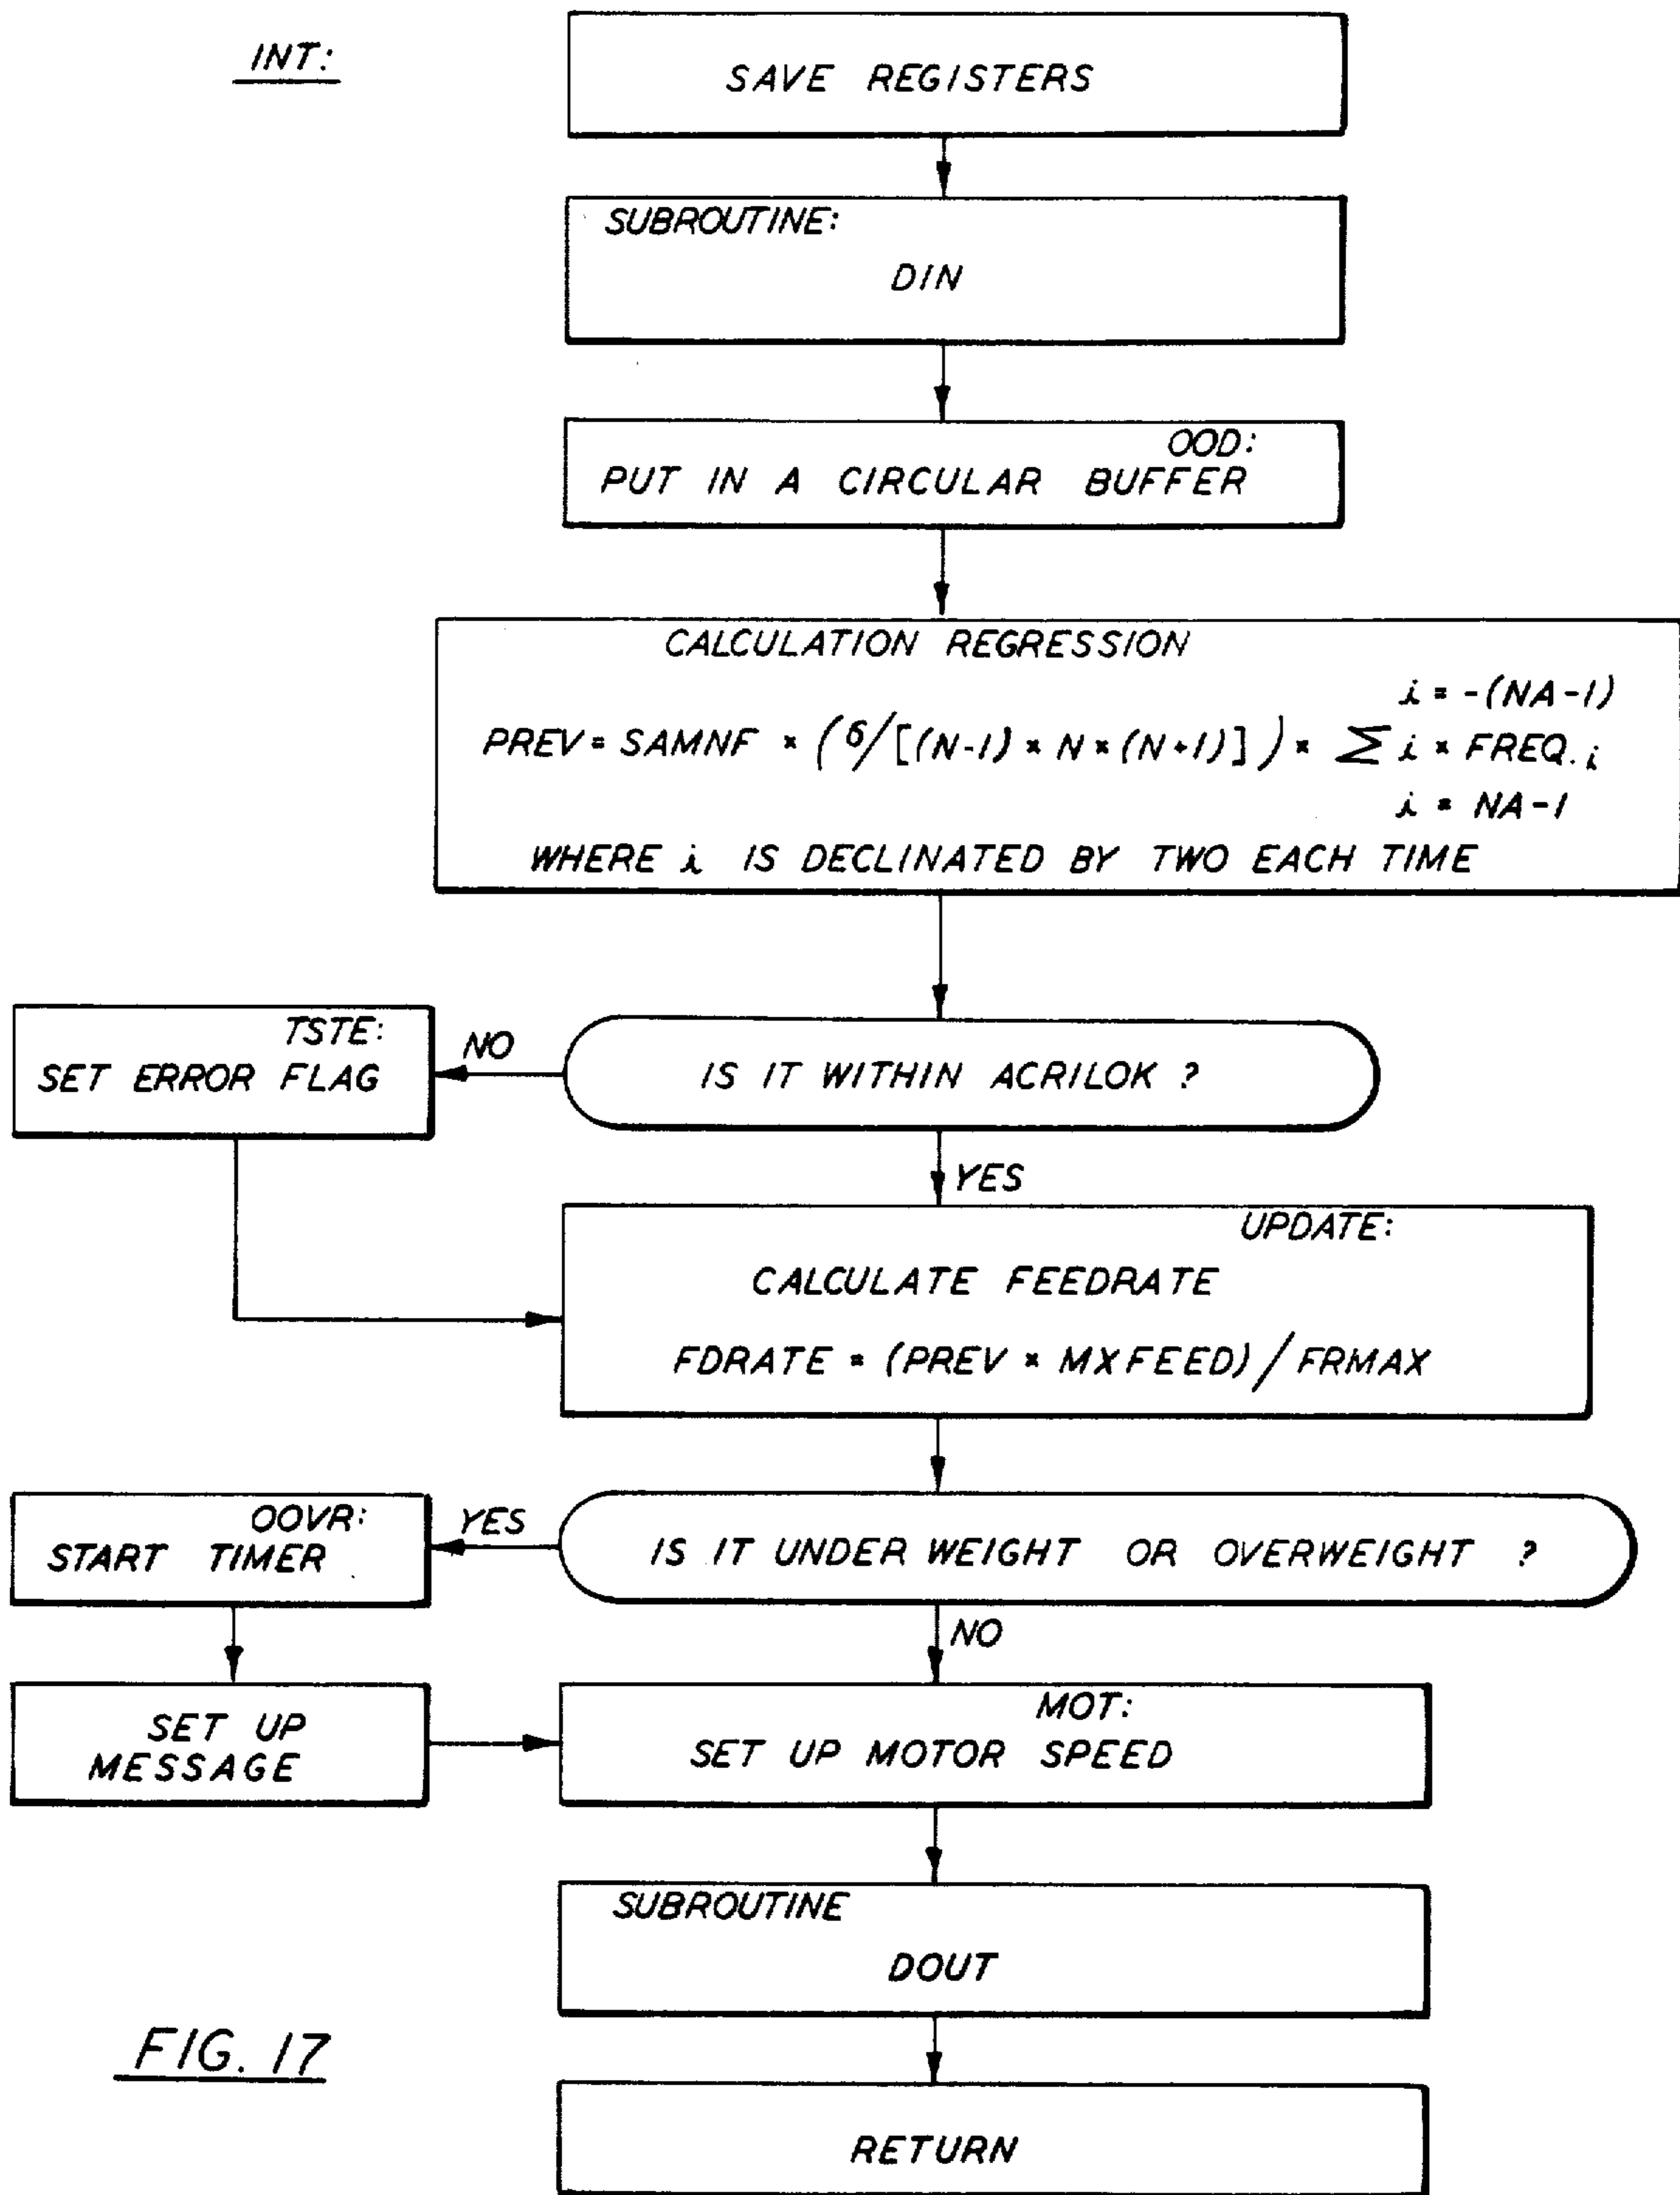 INT:
SAVE REGISTERS
SUBROUTINE:
DIN
OOD:
PUT IN A CIRCULAR BUFFER
CALCULATION REGRESSION
i = -(NA-1)
PREV = SAMNF × (6/[(N-1) × N × (N+1)]) × Σ i × FREQ. i
i = NA-1
WHERE i IS DECLINATED BY TWO EACH TIME
TSTE:
SET ERROR FLAG
NO
IS IT WITHIN ACRILOK ?
YES
UPDATE:
CALCULATE FEEDRATE
FDRATE = (PREV × MXFEED) / FRMAX
OOVR:
START TIMER
YES
IS IT UNDER WEIGHT OR OVERWEIGHT ?
NO
SET UP
MESSAGE
MOT:
SET UP MOTOR SPEED
SUBROUTINE
DOUT
FIG. 17
RETURN